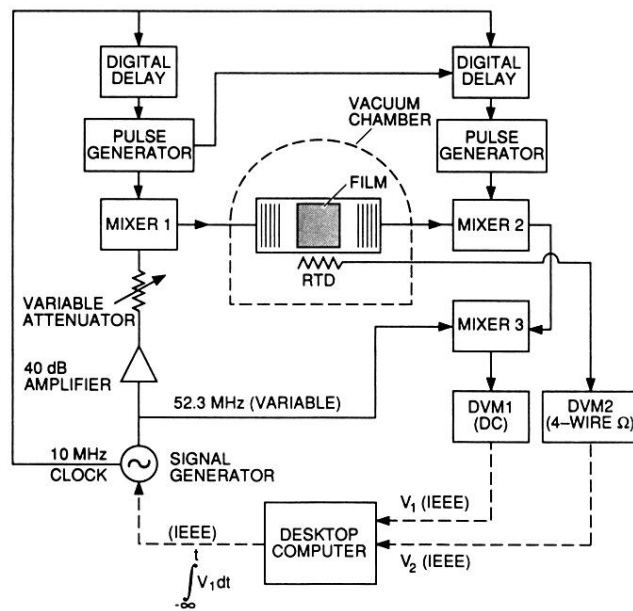 DIGITAL
DELAY
DIGITAL
DELAY
VACUUM
CHAMBER
PULSE
GENERATOR
PULSE
GENERATOR
FILM
MIXER 1
MIXER 2
RTD
VARIABLE
ATTENUATOR
MIXER 3
40 dB
AMPLIFIER
52.3 MHz (VARIABLE)
DVM1
(DC)
DVM2
(4–WIRE Ω)
10 MHz
CLOCK
SIGNAL
GENERATOR
V₁ (IEEE)
(IEEE)
DESKTOP
COMPUTER
V₂ (IEEE)
t
∫ V₁dt
-∞